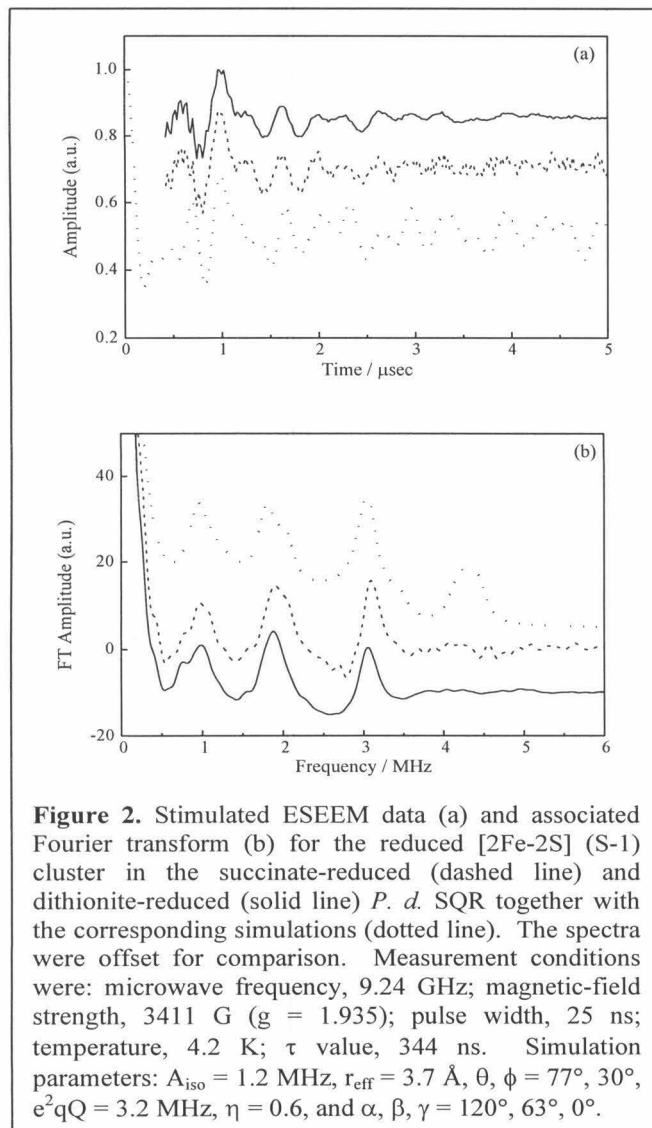 (a)
1.0
0.8
0.6
0.4
0.2
Amplitude (a.u.)
0 1 2 3 4 5
Time / μsec
(b)
40
20
0
-20
FT Amplitude (a.u.)
0 1 2 3 4 5 6
Frequency / MHz
Figure 2. Stimulated ESEEM data (a) and associated
Fourier transform (b) for the reduced [2Fe-2S] (S-1)
cluster in the succinate-reduced (dashed line) and
dithionite-reduced (solid line) P. d. SQR together with
the corresponding simulations (dotted line). The spectra
were offset for comparison. Measurement conditions
were: microwave frequency, 9.24 GHz; magnetic-field
strength, 3411 G (g = 1.935); pulse width, 25 ns;
temperature, 4.2 K; τ value, 344 ns. Simulation
parameters: Aiso = 1.2 MHz, reff = 3.7 Å, θ, ϕ = 77°, 30°,
e²qQ = 3.2 MHz, η = 0.6, and α, β, γ = 120°, 63°, 0°.